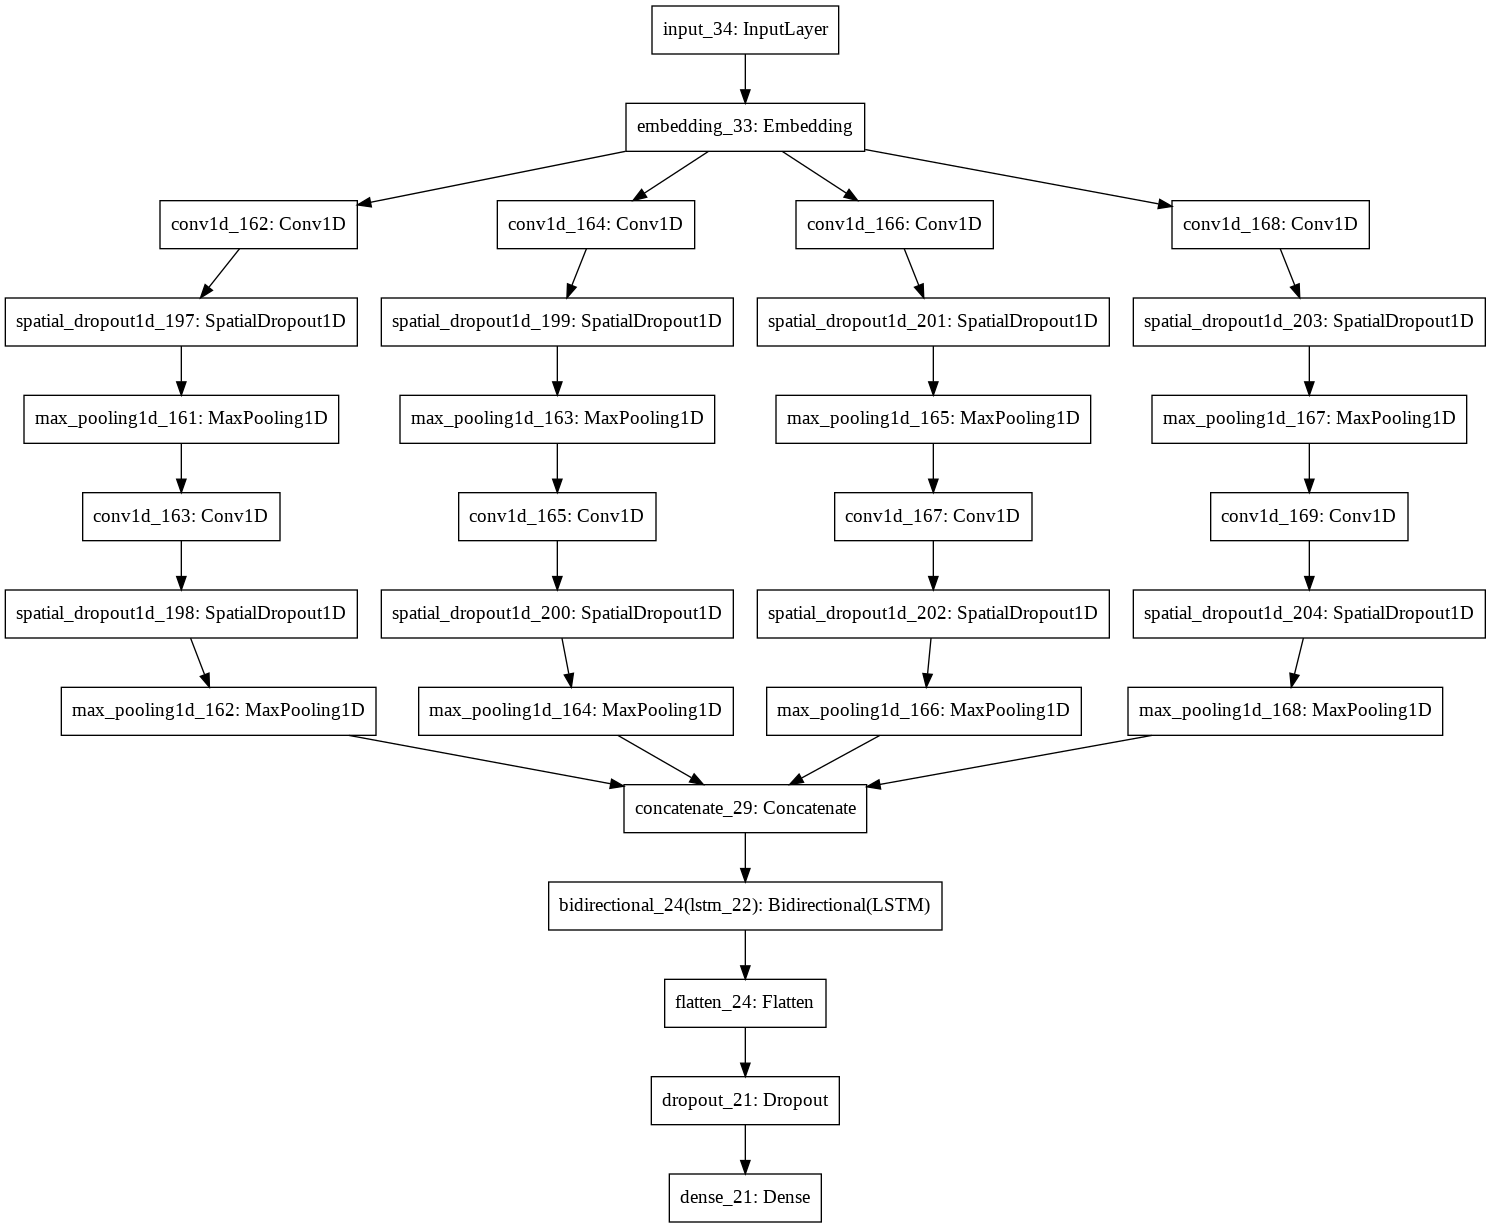 input_34: InputLayer
embedding_33: Embedding
conv1d_162: Conv1D
conv1d_164: Conv1D
conv1d_166: Conv1D
conv1d_168: Conv1D
spatial_dropout1d_197: SpatialDropout1D
spatial_dropout1d_199: SpatialDropout1D
spatial_dropout1d_201: SpatialDropout1D
spatial_dropout1d_203: SpatialDropout1D
max_pooling1d_161: MaxPooling1D
max_pooling1d_163: MaxPooling1D
max_pooling1d_165: MaxPooling1D
max_pooling1d_167: MaxPooling1D
conv1d_163: Conv1D
conv1d_165: Conv1D
conv1d_167: Conv1D
conv1d_169: Conv1D
spatial_dropout1d_198: SpatialDropout1D
spatial_dropout1d_200: SpatialDropout1D
spatial_dropout1d_202: SpatialDropout1D
spatial_dropout1d_204: SpatialDropout1D
max_pooling1d_162: MaxPooling1D
max_pooling1d_164: MaxPooling1D
max_pooling1d_166: MaxPooling1D
max_pooling1d_168: MaxPooling1D
concatenate_29: Concatenate
bidirectional_24(lstm_22): Bidirectional(LSTM)
flatten_24: Flatten
dropout_21: Dropout
dense_21: Dense